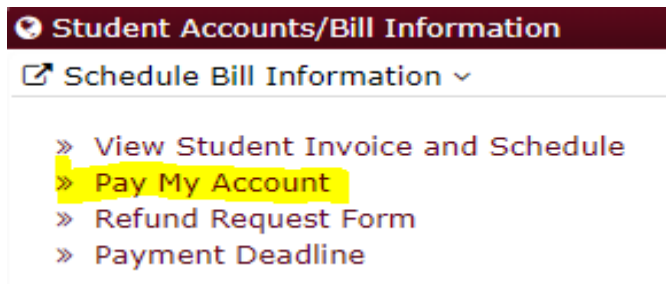 Student Accounts/Bill Information
Schedule Bill Information
» View Student Invoice and Schedule
» Pay My Account
» Refund Request Form
» Payment Deadline